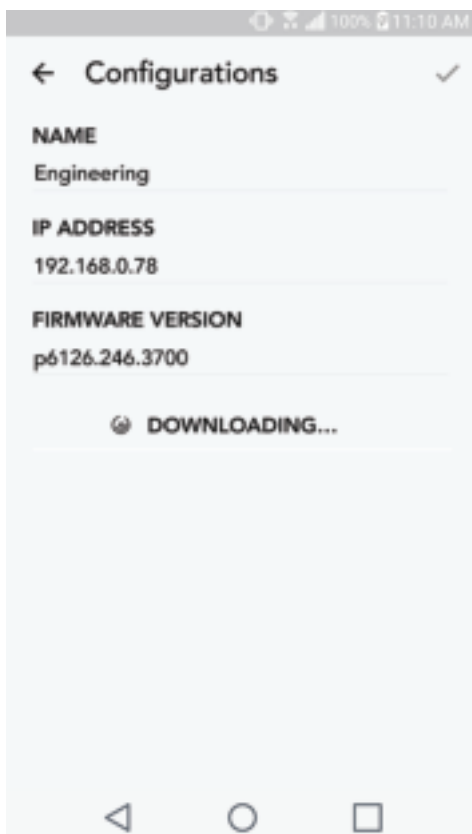 100% 11:10 AM
Configurations
NAME
Engineering
IP ADDRESS
192.168.0.78
FIRMWARE VERSION
p6126.246.3700
DOWNLOADING...